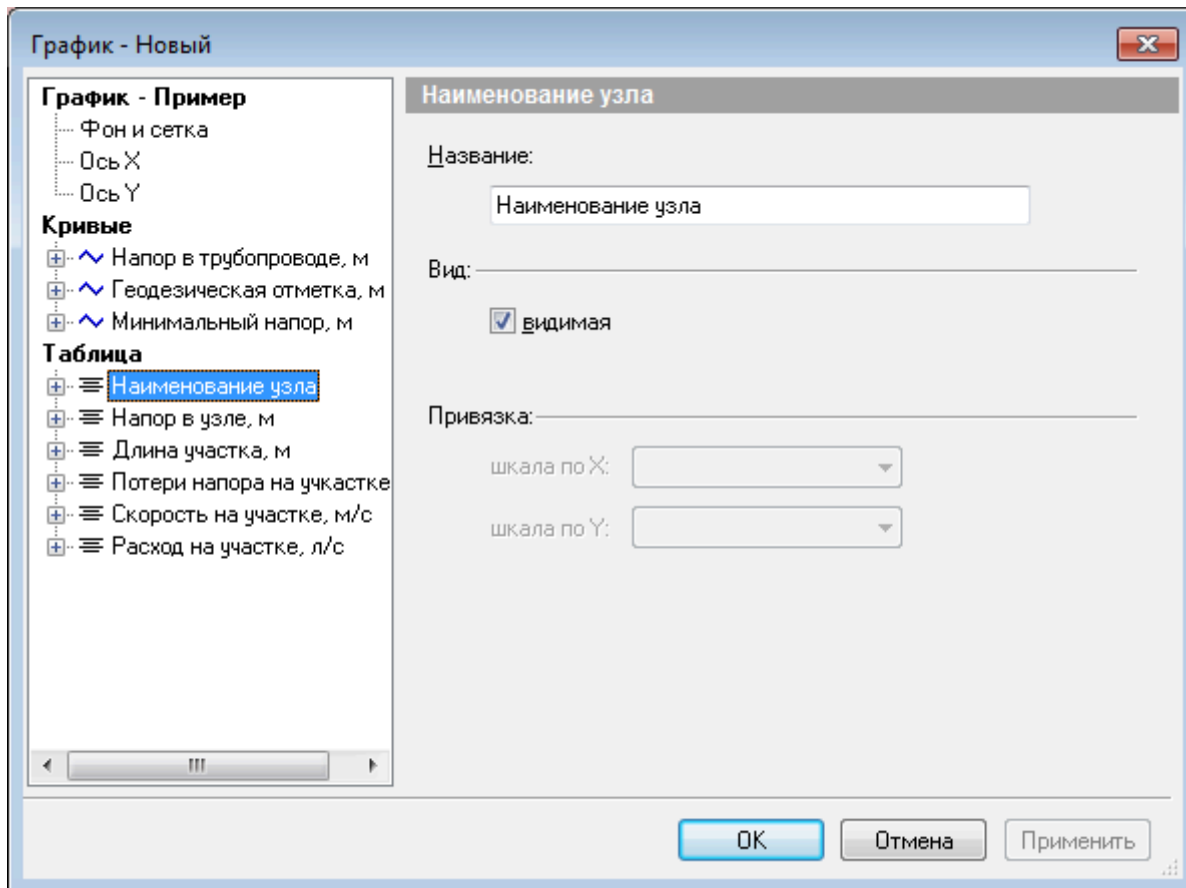 График - Новый
График - Пример
Фон и сетка
Ось X
Ось Y
Кривые
Напор в трубопроводе, м
Геодезическая отметка, м
Минимальный напор, м
Таблица
Наименование узла
Напор в узле, м
Длина участка, м
Потери напора на учкастке
Скорость на участке, м/с
Расход на участке, л/с
Наименование узла
Название:
Наименование узла
Вид:
видимая
Привязка:
шкала по X:
шкала по Y:
OK
Отмена
Применить